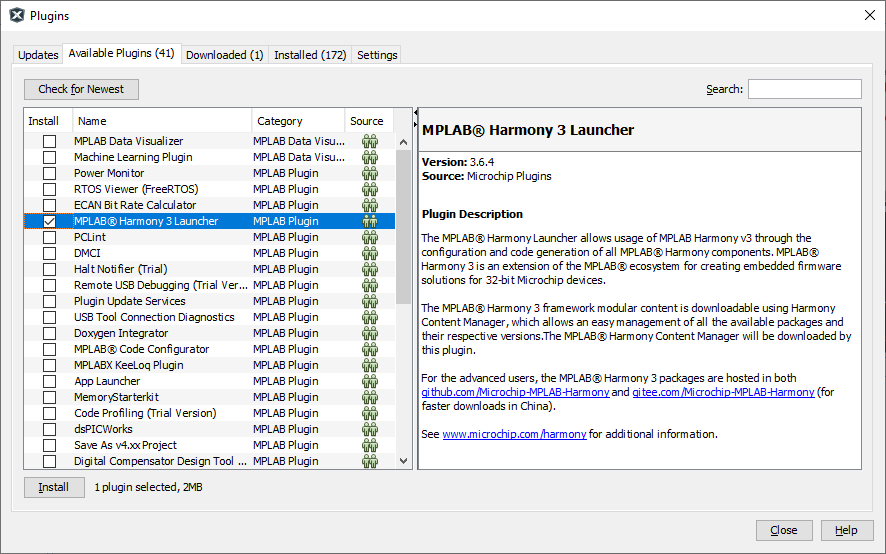 Plugins
Updates Available Plugins (41) Downloaded (1) Installed (172) Settings
Check for Newest Search:
Install Name Category Source
MPLAB Data Visualizer MPLAB Data Visu...
Machine Learning Plugin MPLAB Data Visu...
Power Monitor MPLAB Plugin
RTOS Viewer (FreeRTOS) MPLAB Plugin
ECAN Bit Rate Calculator MPLAB Plugin
MPLAB® Harmony 3 Launcher MPLAB Plugin
PCLint MPLAB Plugin
DMCI MPLAB Plugin
Halt Notifier (Trial) MPLAB Plugin
Remote USB Debugging (Trial Ver... MPLAB Plugin
Plugin Update Services MPLAB Plugin
USB Tool Connection Diagnostics MPLAB Plugin
Doxygen Integrator MPLAB Plugin
MPLAB® Code Configurator MPLAB Plugin
MPLABX KeeLoq Plugin MPLAB Plugin
App Launcher MPLAB Plugin
MemoryStarterkit MPLAB Plugin
Code Profiling (Trial Version) MPLAB Plugin
dsPICWorks MPLAB Plugin
Save As v4.xx Project MPLAB Plugin
Digital Compensator Design Tool ... MPLAB Plugin
MPLAB® Harmony 3 Launcher
Version: 3.6.4
Source: Microchip Plugins
Plugin Description
The MPLAB® Harmony Launcher allows usage of MPLAB Harmony v3 through the
configuration and code generation of all MPLAB® Harmony components. MPLAB®
Harmony 3 is an extension of the MPLAB® ecosystem for creating embedded firmware
solutions for 32-bit Microchip devices.
The MPLAB® Harmony 3 framework modular content is downloadable using Harmony
Content Manager, which allows an easy management of all the available packages and
their respective versions.The MPLAB® Harmony Content Manager will be downloaded by
this plugin.
For the advanced users, the MPLAB® Harmony 3 packages are hosted in both
github.com/Microchip-MPLAB-Harmony and gitee.com/Microchip-MPLAB-Harmony (for
faster downloads in China).
See www.microchip.com/harmony for additional information.
Install 1 plugin selected, 2MB
Close Help